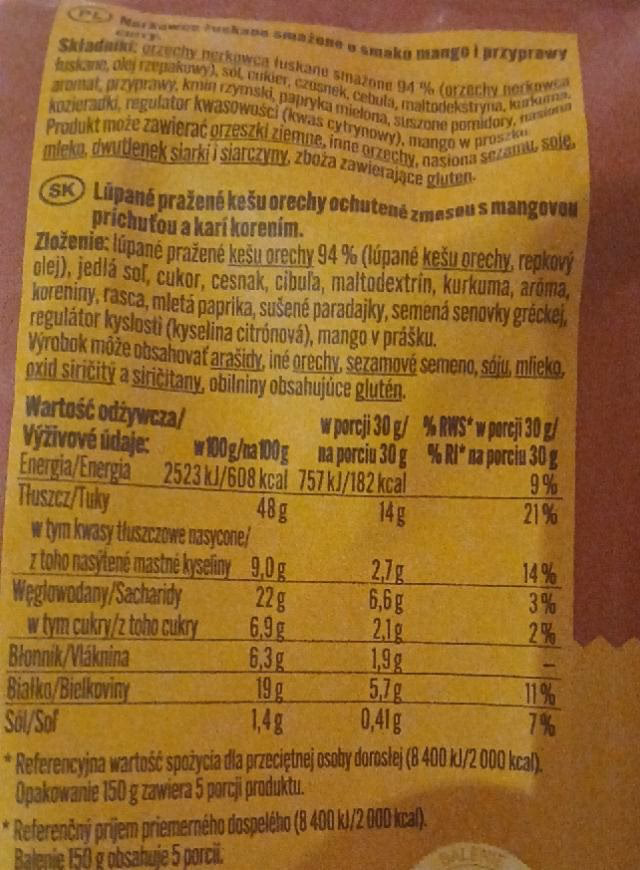 PL Nerkowce łuskane smażone o smaku mango i przyprawy
curry.
Składniki: orzechy nerkowca łuskane smażone 94 % (orzechy nerkowca
łuskane, olej rzepakowy), sól, cukier, czosnek, cebula, maltodekstryna, kurkuma,
aromat, przyprawy, kmin rzymski, papryka mielona, suszone pomidory, nasiona
kozieradki, regulator kwasowości (kwas cytrynowy), mango w proszku.
Produkt może zawierać orzeszki ziemne, inne orzechy, nasiona sezamu, soję,
mleko, dwutlenek siarki i siarczyny, zboża zawierające gluten.
SK Lúpané pražené kešu orechy ochutené zmesou s mangovou
príchuťou a karí korením.
Zloženie: lúpané pražené kešu orechy 94 % (lúpané kešu orechy, repkový
olej), jedlá soľ, cukor, cesnak, cibuľa, maltodextrín, kurkuma, aróma,
koreniny, rasca, mletá paprika, sušené paradajky, semená senovky gréckej,
regulátor kyslosti (kyselina citrónová), mango v prášku.
Výrobok môže obsahovať arašidy, iné orechy, sezamové semeno, sóju, mlieko,
oxid siričitý a siričitany, obilniny obsahujúce glutén.
Wartość odżywcza/ w porcji 30 g/ % RWS* w porcji 30 g/
Výživové údaje: w 100 g/na 100 g na porciu 30 g % RI* na porciu 30 g
Energia/Energia 2523 kJ/608 kcal 757 kJ/182 kcal 9 %
Tłuszcz/Tuky 48 g 14 g 21 %
w tym kwasy tłuszczowe nasycone/
z toho nasýtené mastné kyseliny 9,0 g 2,7 g 14 %
Węglowodany/Sacharidy 22 g 6,6 g 3 %
w tym cukry/z toho cukry 6,9 g 2,1 g 2 %
Błonnik/Vláknina 6,3 g 1,9 g –
Białko/Bielkoviny 19 g 5,7 g 11 %
Sól/Soľ 1,4 g 0,41 g 7 %
* Referencyjna wartość spożycia dla przeciętnej osoby dorosłej (8 400 kJ/2 000 kcal).
Opakowanie 150 g zawiera 5 porcji produktu.
* Referenčný príjem priemerného dospelého (8 400 kJ/2 000 kcal).
Balenie 150 g obsahuje 5 porcií.
BALENIE